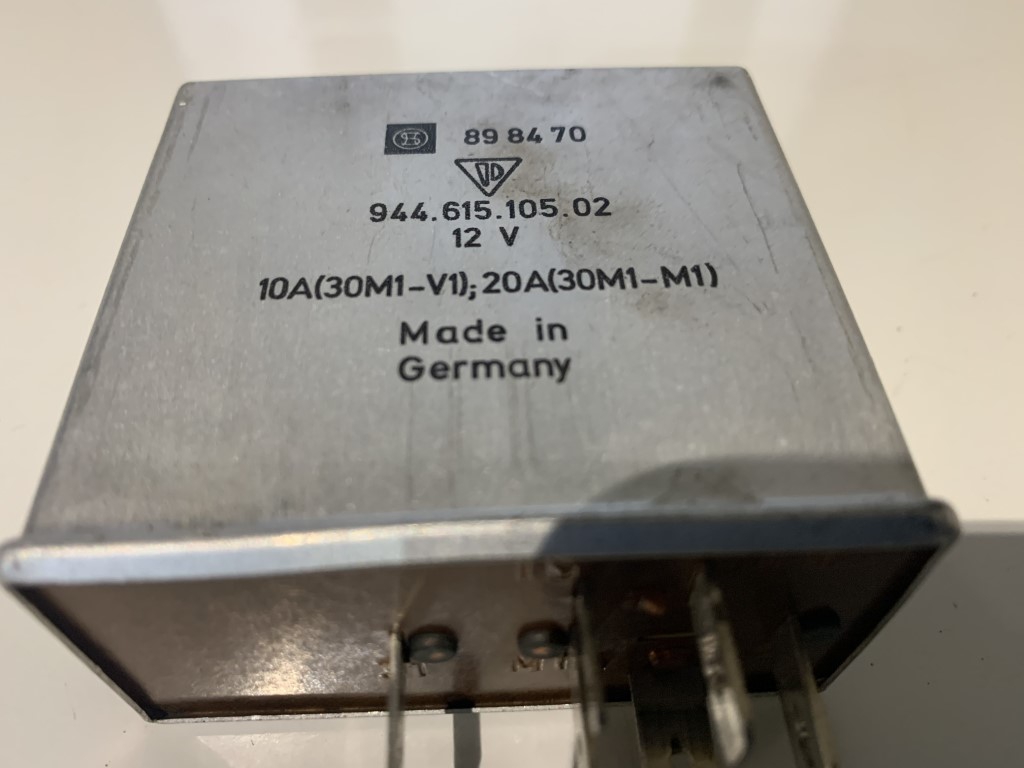 89 84 70
944.615.105.02
12 V
10A(30M1-V1); 20A(30M1-M1)
Made in
Germany